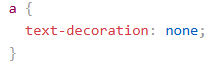 a {
  text-decoration: none;
}